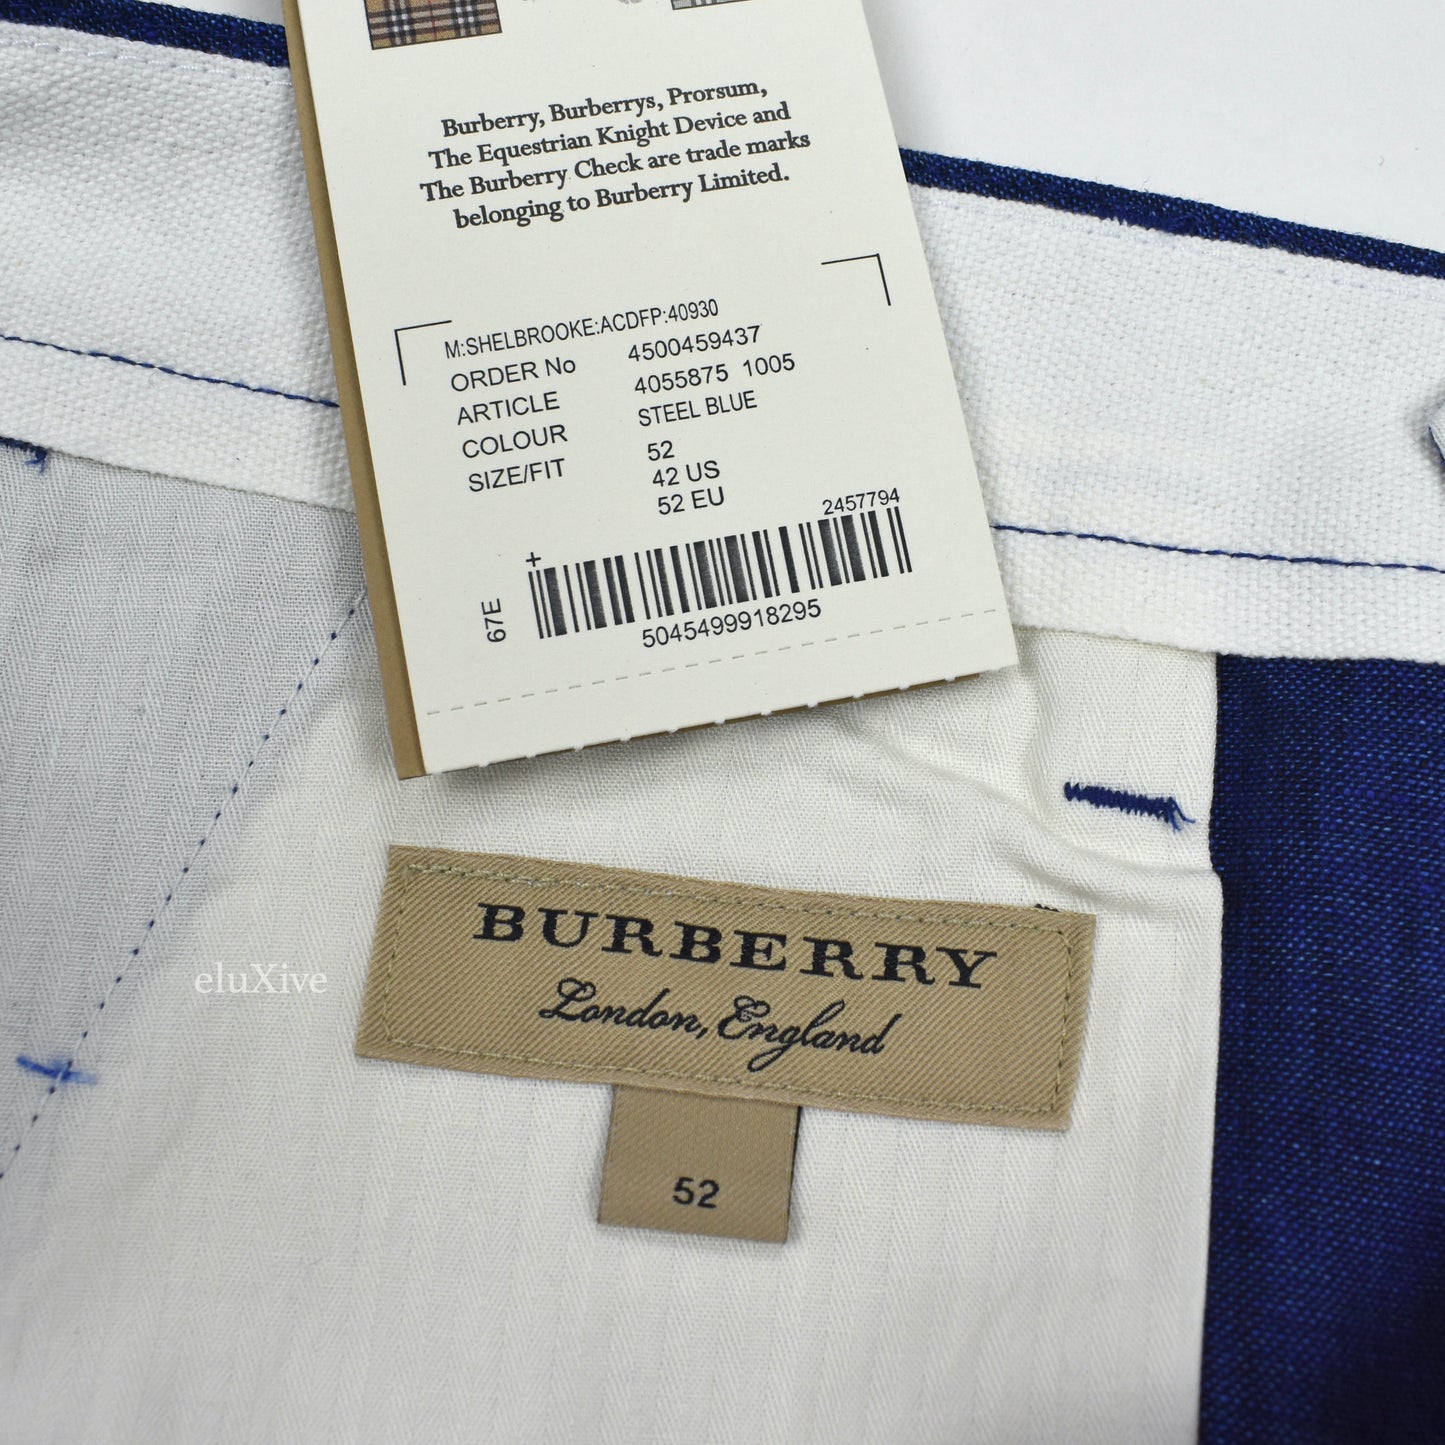 Burberry, Burberrys, Prorsum,
The Equestrian Knight Device and
The Burberry Check are trade marks
belonging to Burberry Limited.
M:SHELBROOKE:ACDFP:40930
ORDER No 4500459437
ARTICLE 4055875 1005
COLOUR STEEL BLUE
SIZE/FIT 52
42 US
52 EU
2457794
+
67E
5045499918295
BURBERRY
London, England
52
eluXive